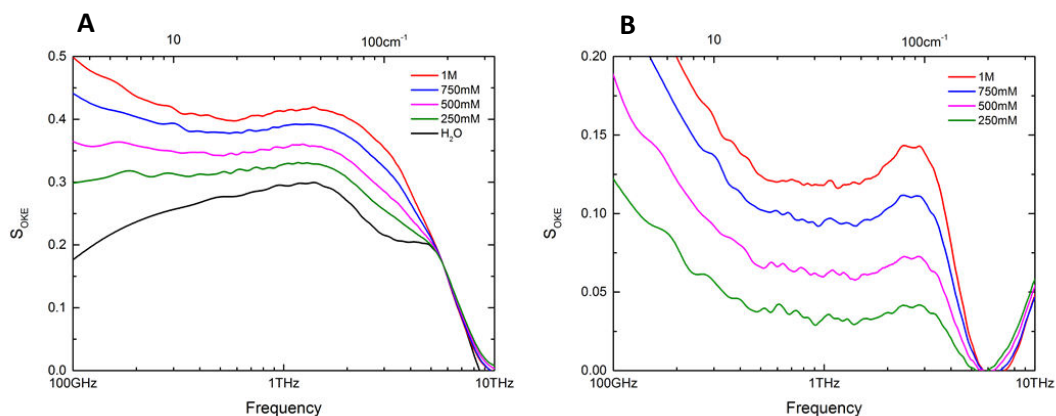 A
10
100cm⁻¹
0.5
0.4
0.3
0.2
0.1
0.0
S_OKE
1M
750mM
500mM
250mM
H₂O
100GHz
1THz
10THz
Frequency
B
10
100cm⁻¹
0.20
0.15
0.10
0.05
0.00
S_OKE
1M
750mM
500mM
250mM
100GHz
1THz
10THz
Frequency